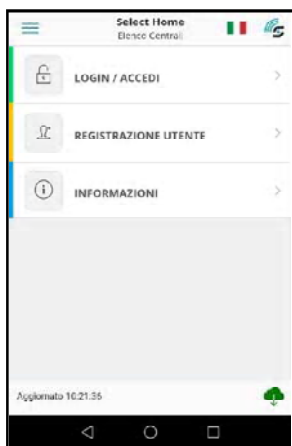 Select Home
Elenco Centrali
LOGIN / ACCEDI
REGISTRAZIONE UTENTE
INFORMAZIONI
Aggiornato 10:21:36